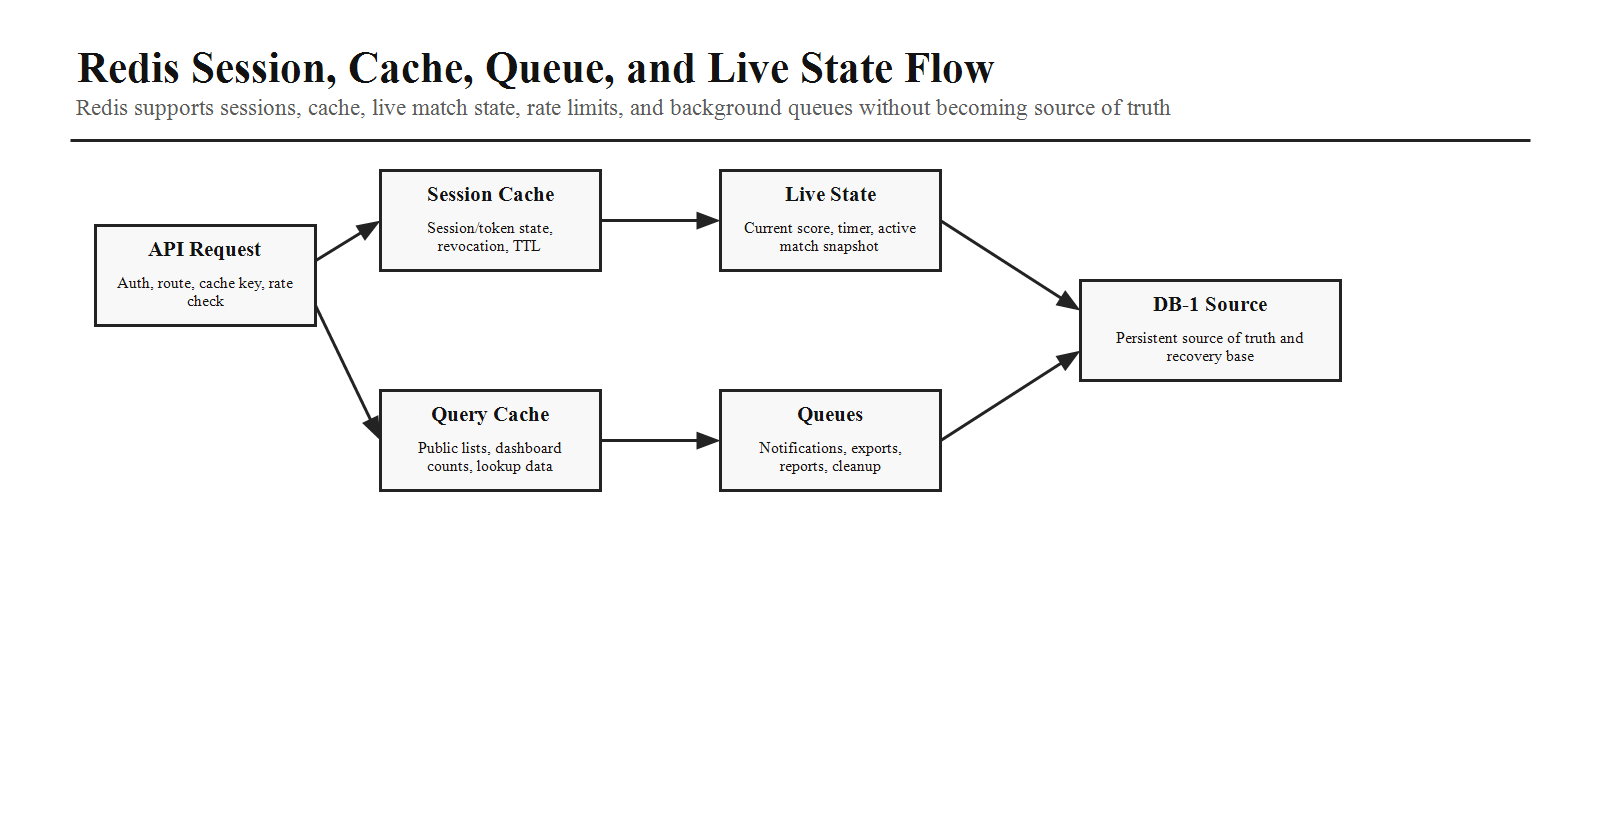 Redis Session, Cache, Queue, and Live State Flow
Redis supports sessions, cache, live match state, rate limits, and background queues without becoming source of truth
API Request
Auth, route, cache key, rate
check
Session Cache
Session/token state,
revocation, TTL
Live State
Current score, timer, active
match snapshot
DB-1 Source
Persistent source of truth and
recovery base
Query Cache
Public lists, dashboard
counts, lookup data
Queues
Notifications, exports,
reports, cleanup